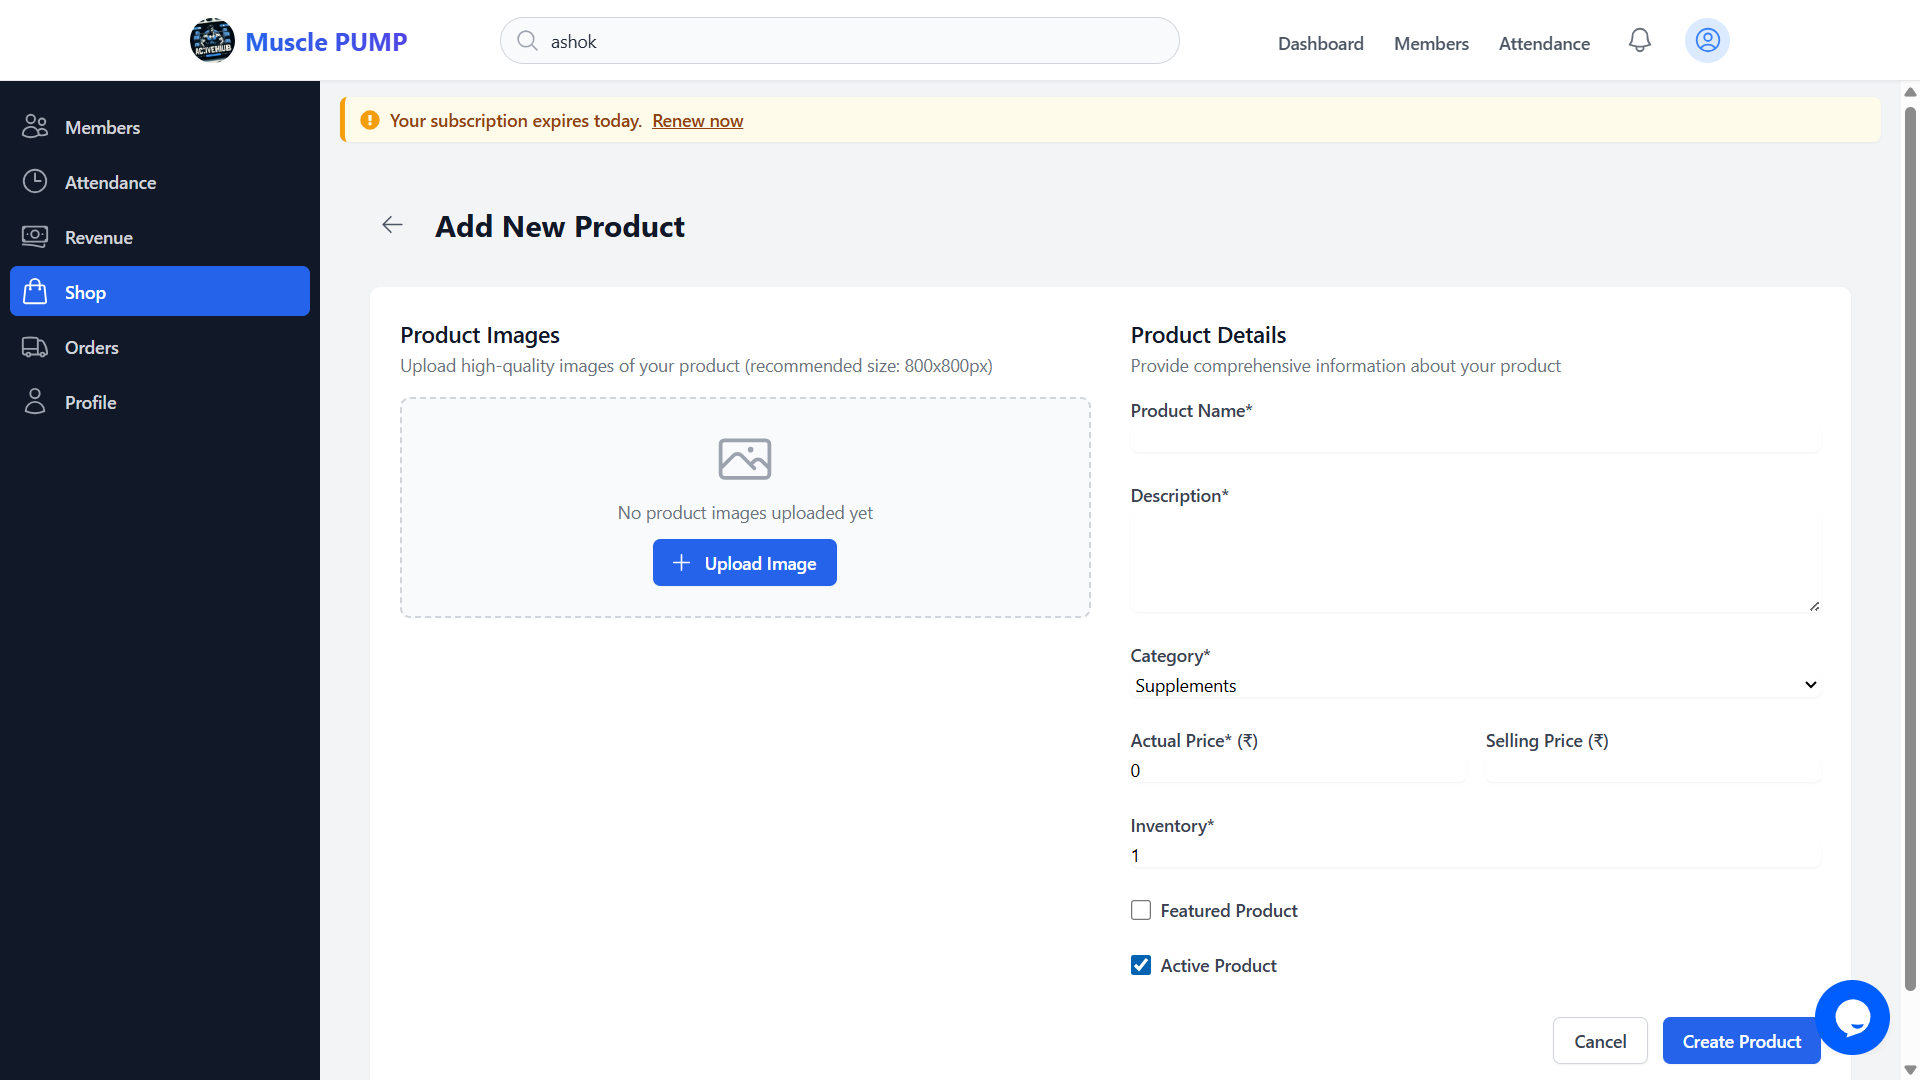 ACTIVEHUB
Muscle PUMP
ashok
Dashboard
Members
Attendance
Members
Attendance
Revenue
Shop
Orders
Profile
Your subscription expires today. Renew now
Add New Product
Product Images
Upload high-quality images of your product (recommended size: 800x800px)
No product images uploaded yet
Upload Image
Product Details
Provide comprehensive information about your product
Product Name*
Description*
Category*
Supplements
Actual Price* (₹)
Selling Price (₹)
0
Inventory*
1
Featured Product
Active Product
Cancel
Create Product